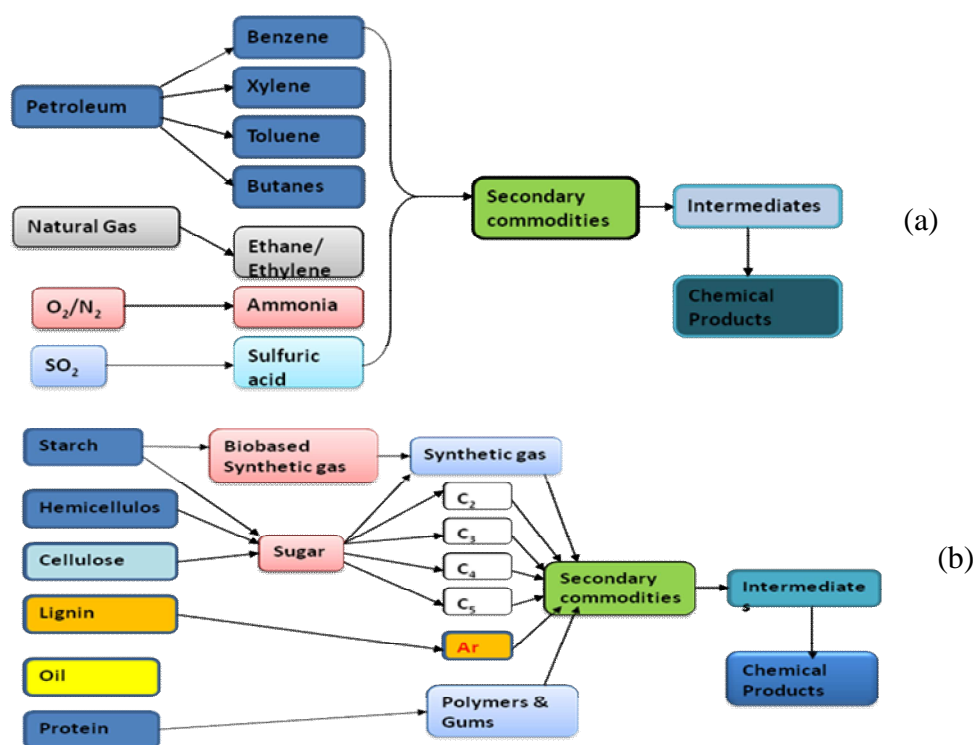 Benzene
Xylene
Petroleum
Toluene
Butanes
Natural Gas
Ethane/
Ethylene
O₂/N₂
Ammonia
SO₂
Sulfuric
acid
Secondary
commodities
Intermediates
Chemical
Products
(a)
Starch
Biobased
Synthetic gas
Synthetic gas
Hemicellulos
Cellulose
Sugar
C₂
C₃
C₄
C₅
Lignin
Ar
Oil
Protein
Polymers &
Gums
Secondary
commodities
Intermediate
s
Chemical
Products
(b)